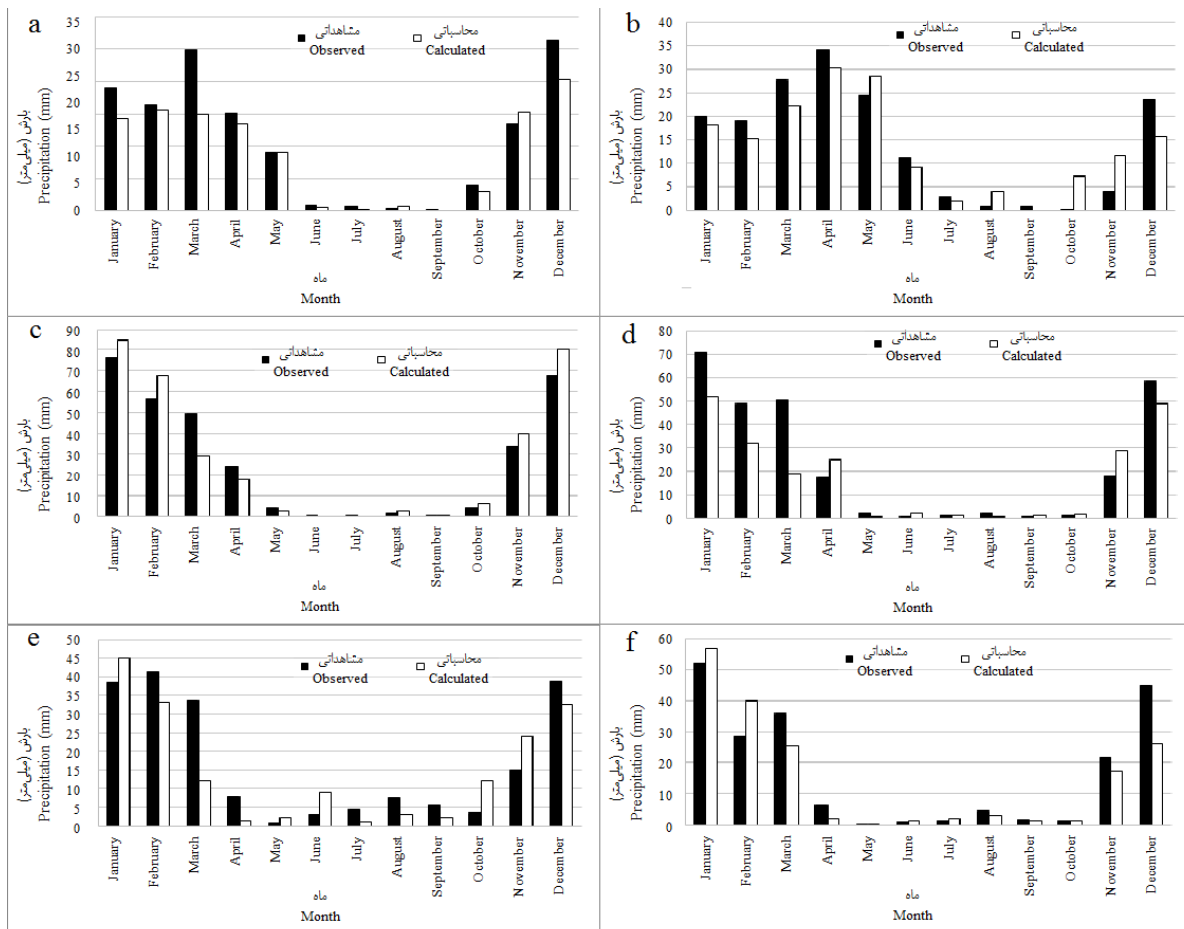 a
35
30
25
20
15
10
5
0
بارش (میلی‌متر)
Precipitation (mm)
مشاهداتی
Observed
محاسباتی
Calculated
January
February
March
April
May
June
July
August
September
October
November
December
ماه
Month
b
40
35
30
25
20
15
10
5
0
بارش (میلی‌متر)
Precipitation (mm)
مشاهداتی
Observed
محاسباتی
Calculated
January
February
March
April
May
June
July
August
September
October
November
December
ماه
Month
c
90
80
70
60
50
40
30
20
10
0
بارش (میلی‌متر)
Precipitation (mm)
مشاهداتی
Observed
محاسباتی
Calculated
January
February
March
April
May
June
July
August
September
October
November
December
ماه
Month
d
80
70
60
50
40
30
20
10
0
بارش (میلی‌متر)
Precipitation (mm)
مشاهداتی
Observed
محاسباتی
Calculated
January
February
March
April
May
June
July
August
September
October
November
December
ماه
Month
e
50
45
40
35
30
25
20
15
10
5
0
بارش (میلی‌متر)
Precipitation (mm)
مشاهداتی
Observed
محاسباتی
Calculated
January
February
March
April
May
June
July
August
September
October
November
December
ماه
Month
f
60
50
40
30
20
10
0
بارش (میلی‌متر)
Precipitation (mm)
مشاهداتی
Observed
محاسباتی
Calculated
January
February
March
April
May
June
July
August
September
October
November
December
ماه
Month